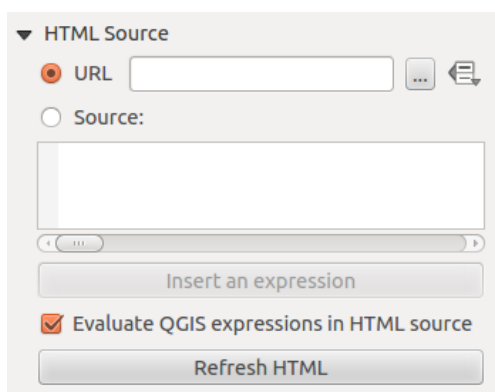 HTML Source
URL
...
Source:
Insert an expression
Evaluate QGIS expressions in HTML source
Refresh HTML